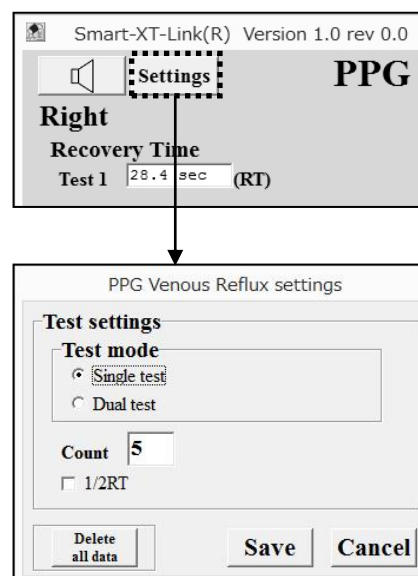 Smart-XT-Link(R) Version 1.0 rev 0.0
Settings PPG
Right
Recovery Time
Test 1 28.4 sec (RT)
PPG Venous Reflux settings
Test settings
Test mode
Single test
Dual test
Count 5
1/2RT
Delete
all data Save Cancel